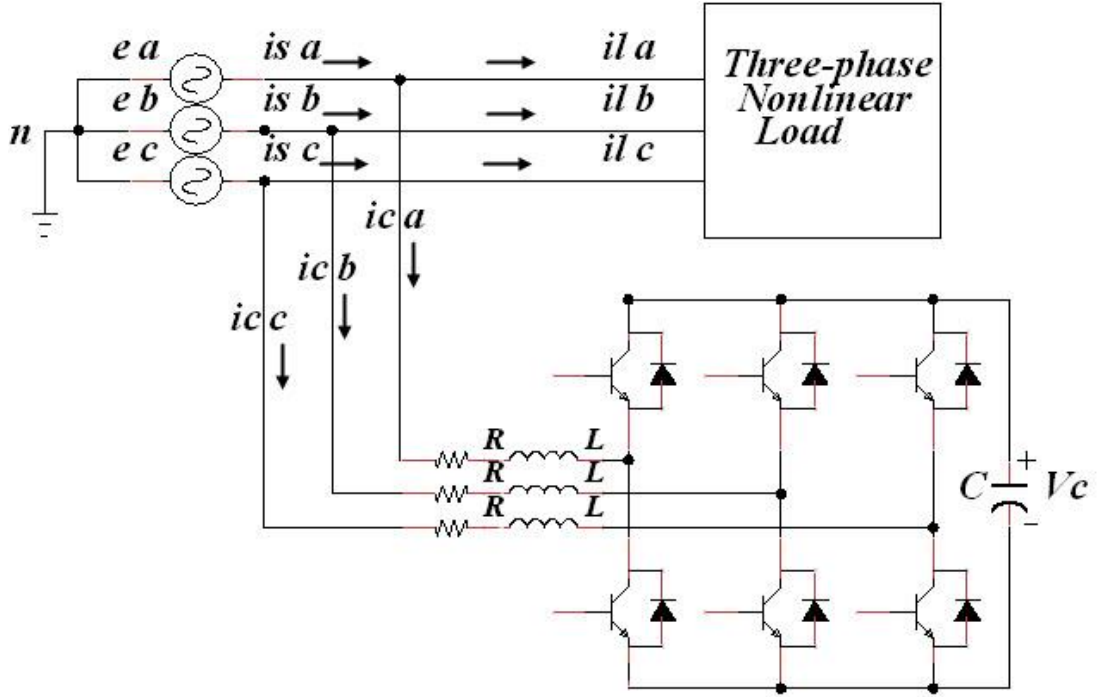 e a is a il a
e b is b il b
n
e c is c il c
Three-phase
Nonlinear
Load
ic a
ic b
ic c
R L
R L
R L
C + Vc
-